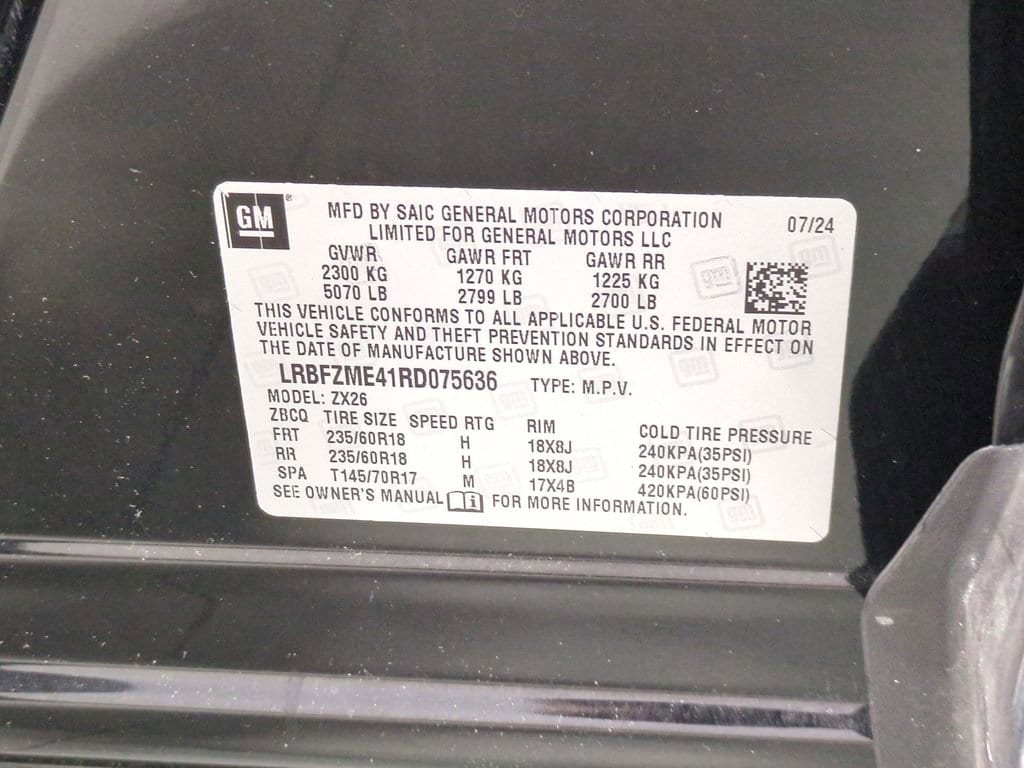 GM
MFD BY SAIC GENERAL MOTORS CORPORATION 07/24
LIMITED FOR GENERAL MOTORS LLC
GVWR GAWR FRT GAWR RR
2300 KG 1270 KG 1225 KG
5070 LB 2799 LB 2700 LB
THIS VEHICLE CONFORMS TO ALL APPLICABLE U.S. FEDERAL MOTOR
VEHICLE SAFETY AND THEFT PREVENTION STANDARDS IN EFFECT ON
THE DATE OF MANUFACTURE SHOWN ABOVE.
LRBFZME41RD075636 TYPE: M.P.V.
MODEL: ZX26
ZBCQ TIRE SIZE SPEED RTG RIM COLD TIRE PRESSURE
FRT 235/60R18 H 18X8J 240KPA(35PSI)
RR 235/60R18 H 18X8J 240KPA(35PSI)
SPA T145/70R17 M 17X4B 420KPA(60PSI)
SEE OWNER'S MANUAL i FOR MORE INFORMATION.